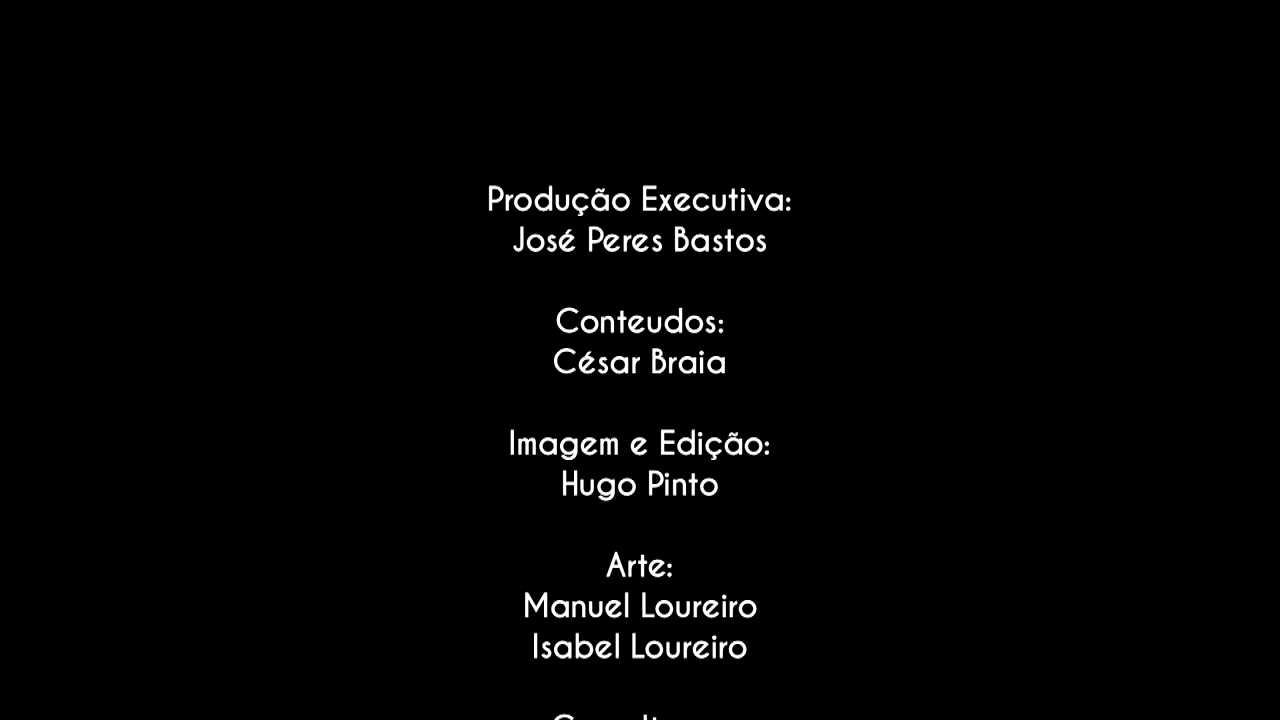 Produção Executiva:
José Peres Bastos
Conteudos:
César Braia
Imagem e Edição:
Hugo Pinto
Arte:
Manuel Loureiro
Isabel Loureiro